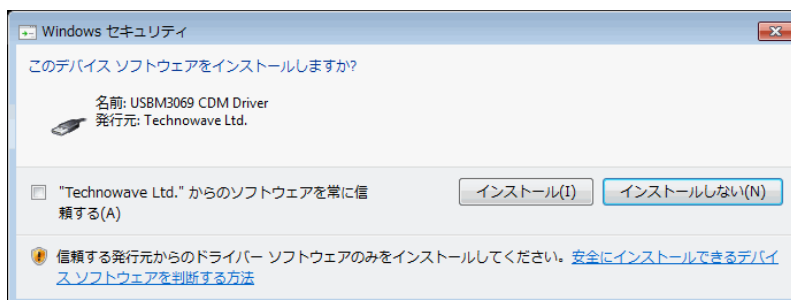 Windows セキュリティ
このデバイス ソフトウェアをインストールしますか?
名前: USBM3069 CDM Driver
発行元: Technowave Ltd.
"Technowave Ltd." からのソフトウェアを常に信
頼する(A)
インストール(I)
インストールしない(N)
信頼する発行元からのドライバー ソフトウェアのみをインストールしてください。安全にインストールできるデバイ
ス ソフトウェアを判断する方法